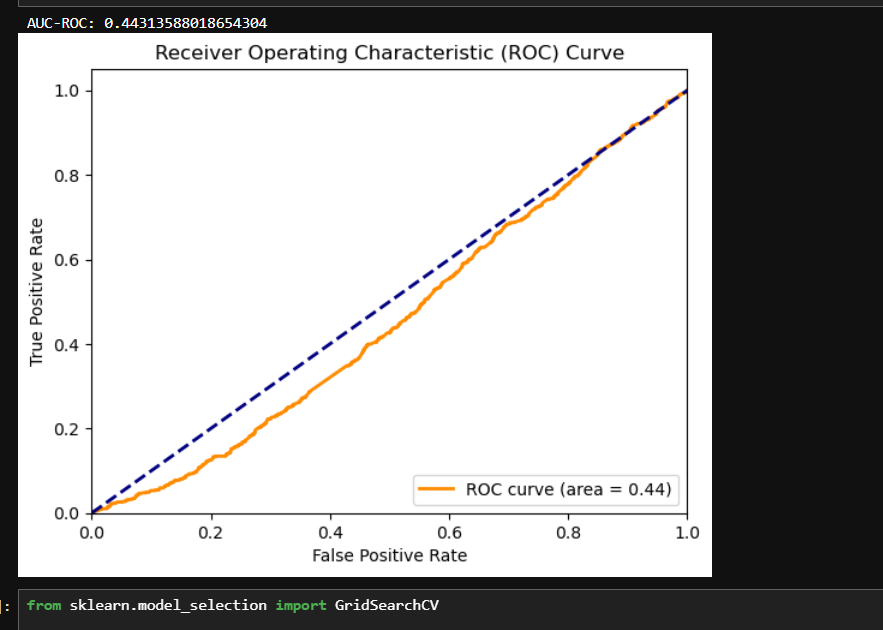 AUC-ROC: 0.44313588018654304
Receiver Operating Characteristic (ROC) Curve
1.0
0.8
0.6
0.4
0.2
0.0
True Positive Rate
ROC curve (area = 0.44)
0.0 0.2 0.4 0.6 0.8 1.0
False Positive Rate
]: from sklearn.model_selection import GridSearchCV